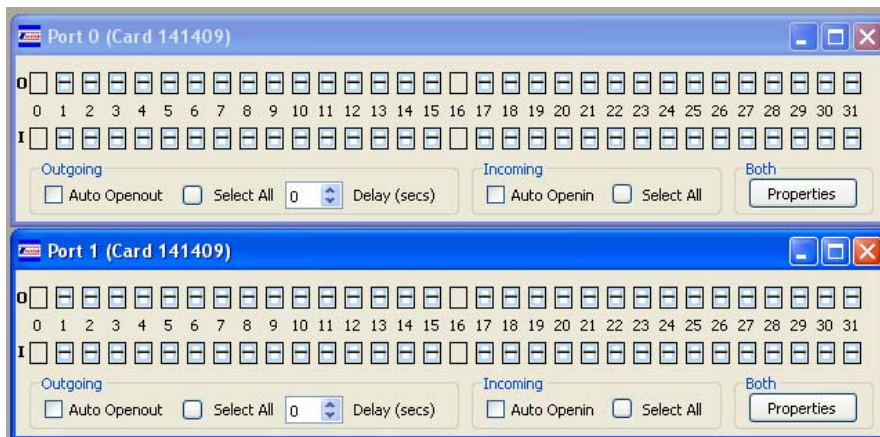 Port 0 (Card 141409)
O
0 1 2 3 4 5 6 7 8 9 10 11 12 13 14 15 16 17 18 19 20 21 22 23 24 25 26 27 28 29 30 31
I
Outgoing Incoming Both
Auto Openout Select All 0 Delay (secs) Auto Openin Select All Properties
Port 1 (Card 141409)
O
0 1 2 3 4 5 6 7 8 9 10 11 12 13 14 15 16 17 18 19 20 21 22 23 24 25 26 27 28 29 30 31
I
Outgoing Incoming Both
Auto Openout Select All 0 Delay (secs) Auto Openin Select All Properties